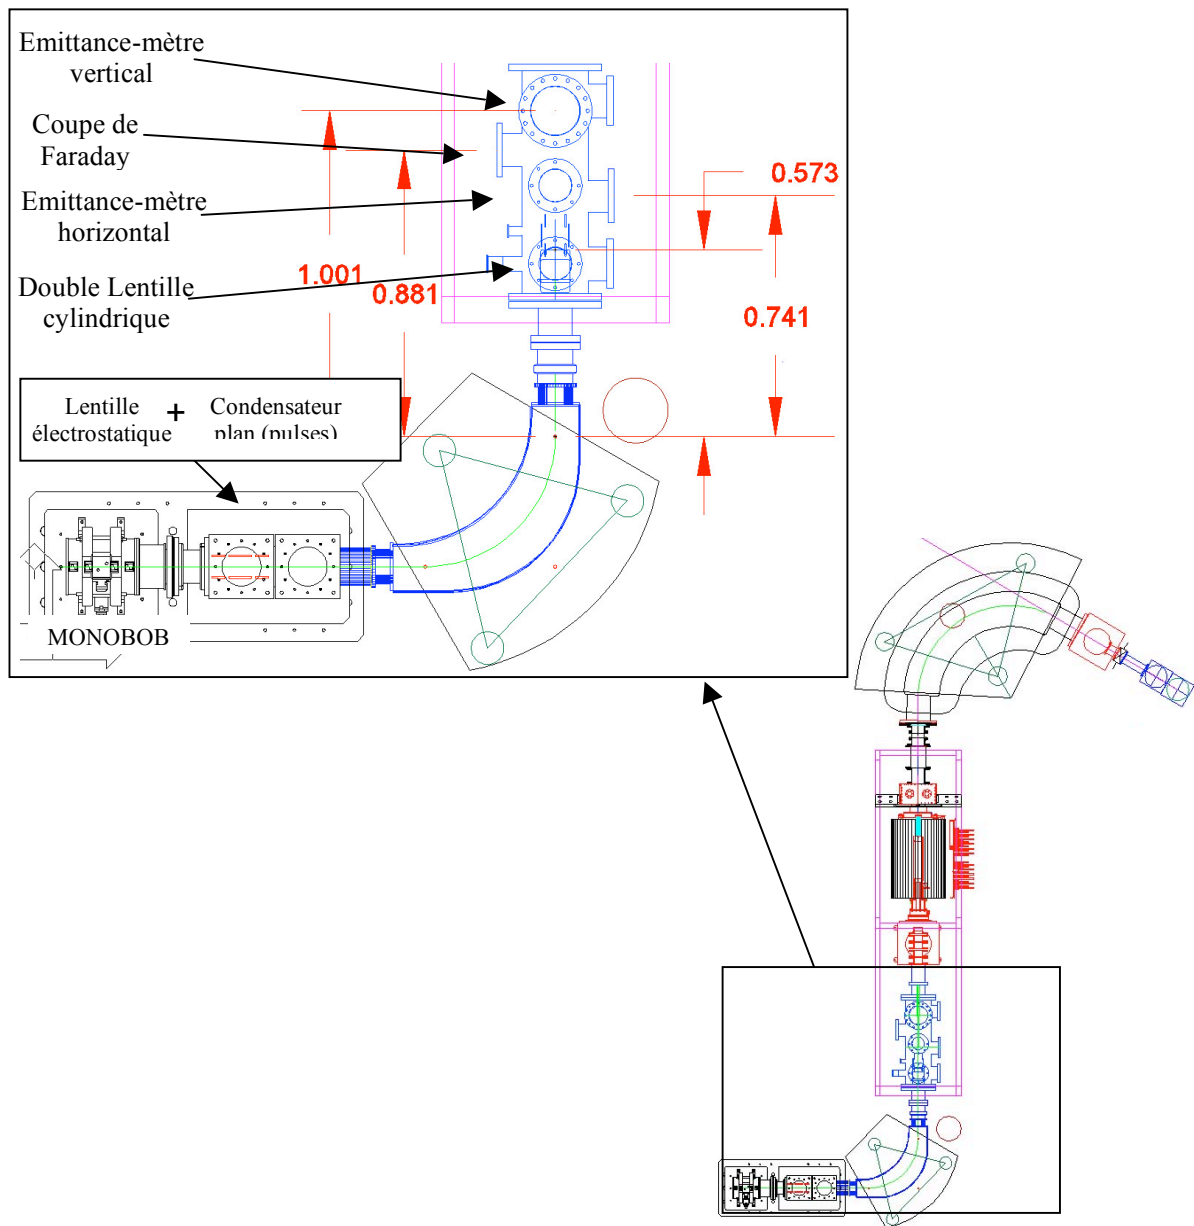 Emittance-mètre
vertical
Coupe de
Faraday
Emittance-mètre
horizontal
Double Lentille
cylindrique
0.573
1.001
0.881
0.741
Lentille
électrostatique
+
Condensateur
plan (pulses)
MONOBOB